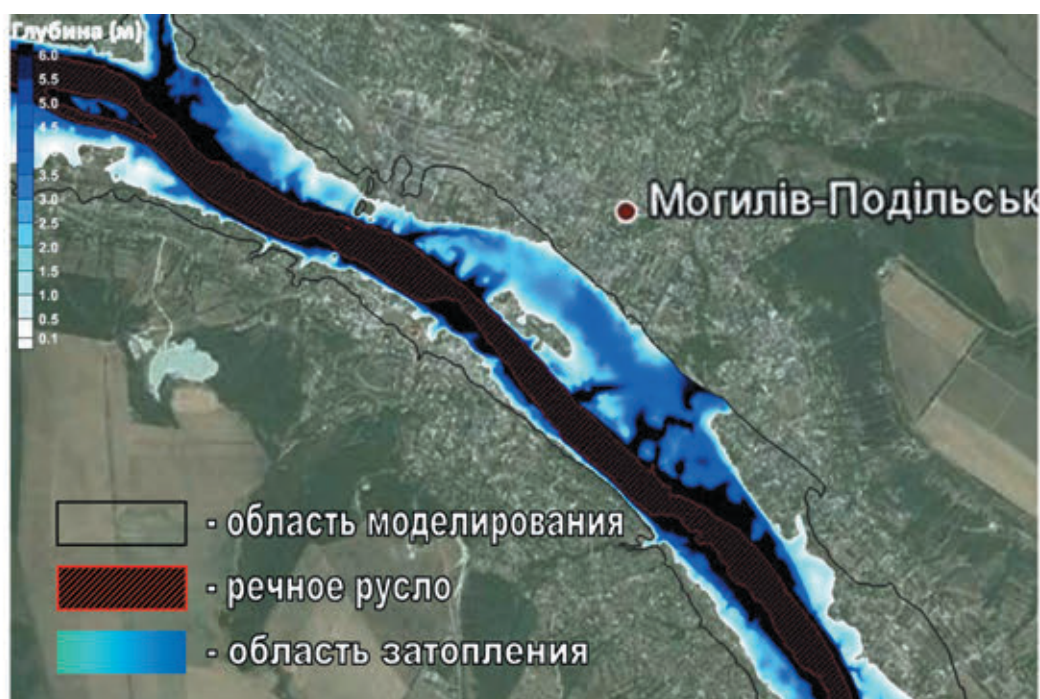 Глубина (м)
6.0
5.5
5.0
4.5
3.5
3.0
2.5
2.0
1.5
1.0
0.5
0.1
Могилів-Подільськ
- область моделирования
- речное русло
- область затопления